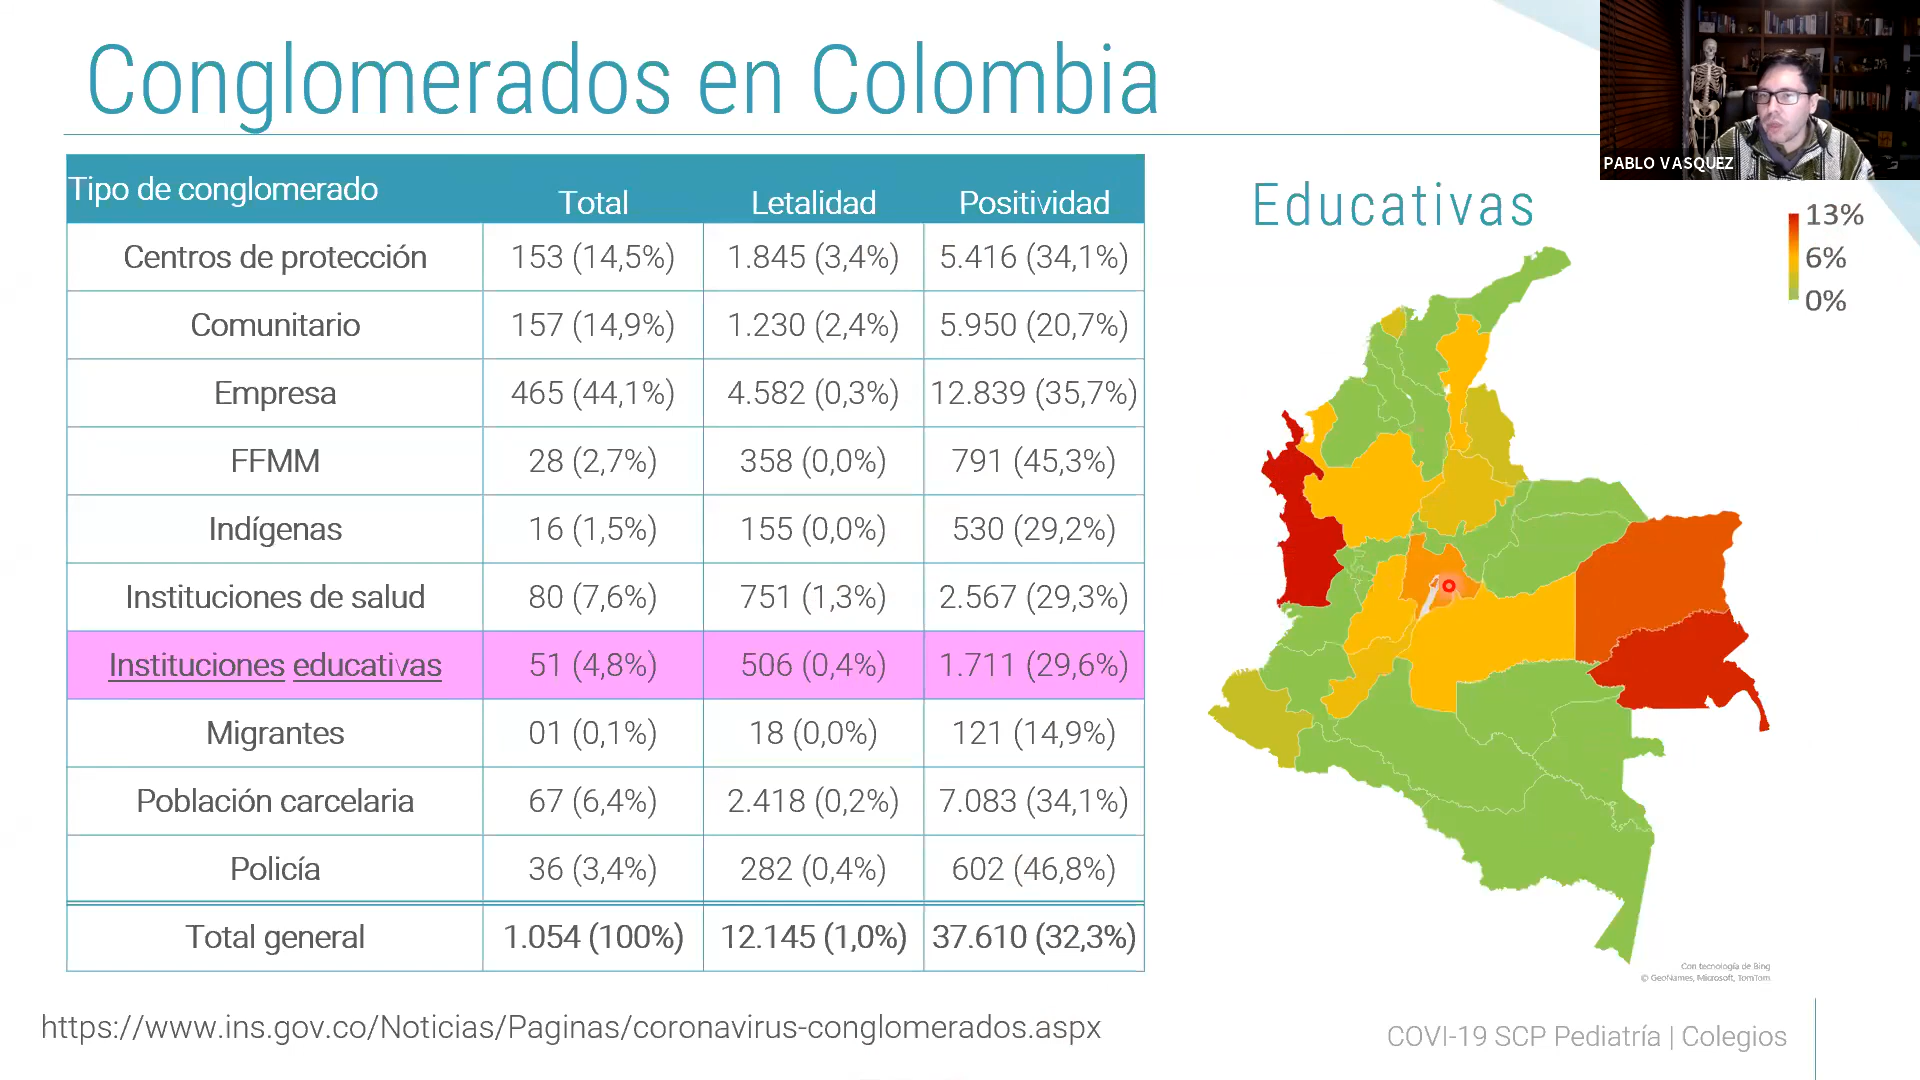 Conglomerados en Colombia
PABLO VASQUEZ
Tipo de conglomerado Total Letalidad Positividad
Centros de protección 153 (14,5%) 1.845 (3,4%) 5.416 (34,1%)
Comunitario 157 (14,9%) 1.230 (2,4%) 5.950 (20,7%)
Empresa 465 (44,1%) 4.582 (0,3%) 12.839 (35,7%)
FFMM 28 (2,7%) 358 (0,0%) 791 (45,3%)
Indígenas 16 (1,5%) 155 (0,0%) 530 (29,2%)
Instituciones de salud 80 (7,6%) 751 (1,3%) 2.567 (29,3%)
Instituciones educativas 51 (4,8%) 506 (0,4%) 1.711 (29,6%)
Migrantes 01 (0,1%) 18 (0,0%) 121 (14,9%)
Población carcelaria 67 (6,4%) 2.418 (0,2%) 7.083 (34,1%)
Policía 36 (3,4%) 282 (0,4%) 602 (46,8%)
Total general 1.054 (100%) 12.145 (1,0%) 37.610 (32,3%)
Educativas
13%
6%
0%
Con tecnología de Bing
© GeoNames, Microsoft, TomTom
https://www.ins.gov.co/Noticias/Paginas/coronavirus-conglomerados.aspx
COVI-19 SCP Pediatría | Colegios